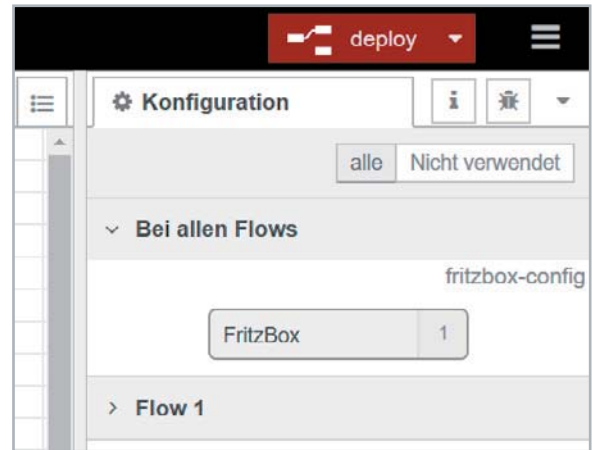 deploy
Konfiguration
i
alle Nicht verwendet
Bei allen Flows
fritzbox-config
FritzBox 1
Flow 1